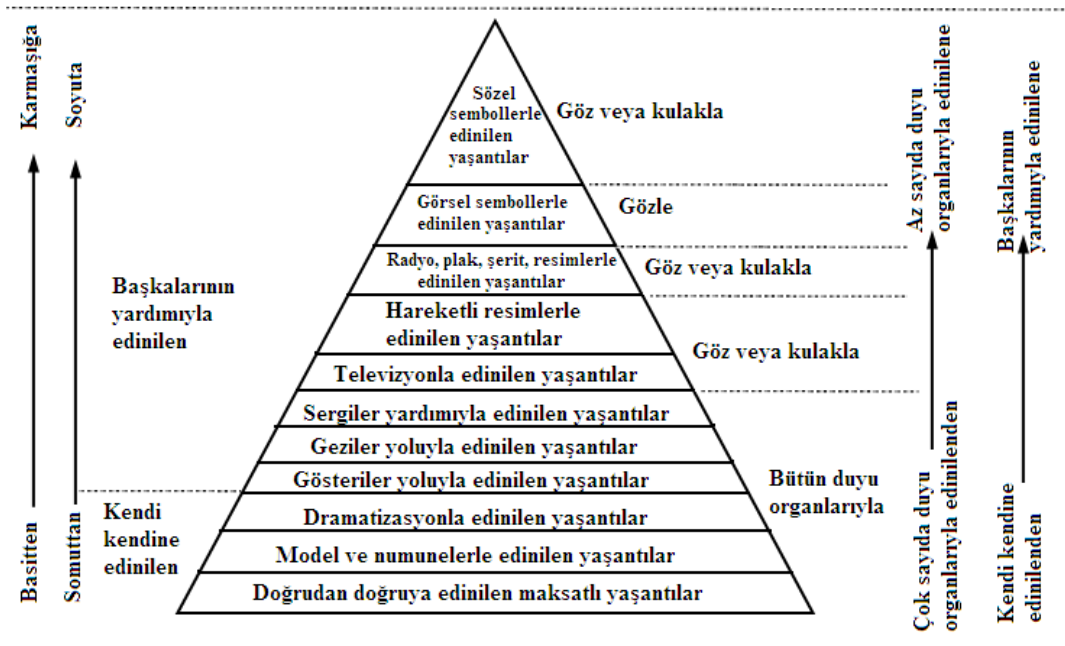 Karmaşığa
Soyuta
Basitten
Somuttan
Başkalarının
yardımıyla
edinilen
Kendi
kendine
edinilen
Sözel
sembollerle
edinilen
yaşantılar
Görsel sembollerle
edinilen yaşantılar
Radyo, plak, şerit, resimlerle
edinilen yaşantılar
Hareketli resimlerle
edinilen yaşantılar
Televizyonla edinilen yaşantılar
Sergiler yardımıyla edinilen yaşantılar
Geziler yoluyla edinilen yaşantılar
Gösteriler yoluyla edinilen yaşantılar
Dramatizasyonla edinilen yaşantılar
Model ve numunelerle edinilen yaşantılar
Doğrudan doğruya edinilen maksatlı yaşantılar
Göz veya kulakla
Gözle
Göz veya kulakla
Göz veya kulakla
Bütün duyu
organlarıyla
Az sayıda duyu
organlarıyla edinilene
Çok sayıda duyu
organlarıyla edinilenden
Başkalarının
yardımıyla edinilene
Kendi kendine
edinilenden